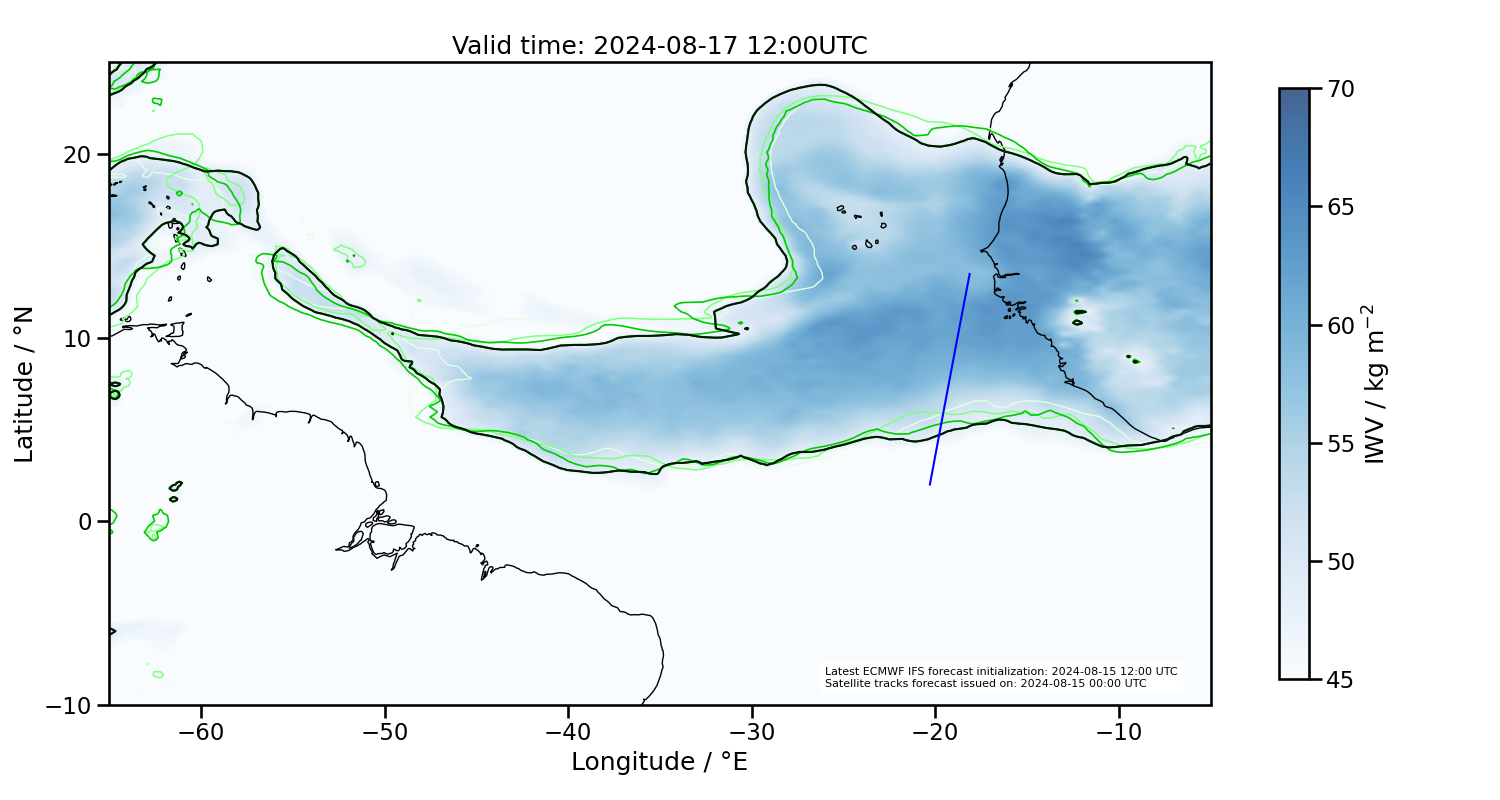 Valid time: 2024-08-17 12:00UTC
Latitude / °N
20
10
0
−10
−60
−50
−40
−30
−20
−10
Longitude / °E
Latest ECMWF IFS forecast initialization: 2024-08-15 12:00 UTC
Satellite tracks forecast issued on: 2024-08-15 00:00 UTC
70
65
60
55
50
45
IWV / kg m⁻²